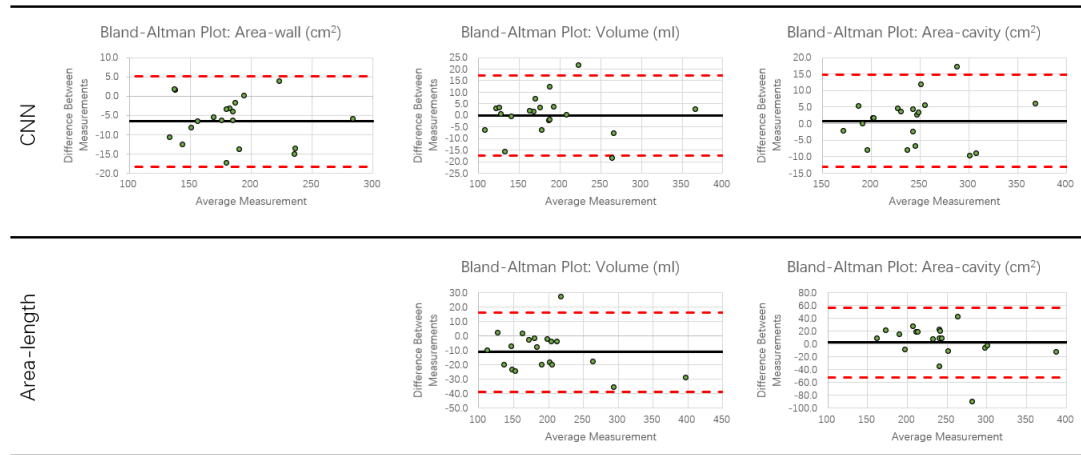 CNN
Bland-Altman Plot: Area-wall (cm²)
Difference Between
Measurements
10.0
5.0
0.0
-5.0
-10.0
-15.0
-20.0
100 150 200 250 300
Average Measurement
Bland-Altman Plot: Volume (ml)
Difference Between
Measurements
25.0
20.0
15.0
10.0
5.0
0.0
-5.0
-10.0
-15.0
-20.0
-25.0
100 150 200 250 300 350 400
Average Measurement
Bland-Altman Plot: Area-cavity (cm²)
Difference Between
Measurements
20.0
15.0
10.0
5.0
0.0
-5.0
-10.0
-15.0
150 200 250 300 350 400
Average Measurement
Area-length
Bland-Altman Plot: Volume (ml)
Difference Between
Measurements
30.0
20.0
10.0
0.0
-10.0
-20.0
-30.0
-40.0
-50.0
100 150 200 250 300 350 400 450
Average Measurement
Bland-Altman Plot: Area-cavity (cm²)
Difference Between
Measurements
80.0
60.0
40.0
20.0
0.0
-20.0
-40.0
-60.0
-80.0
-100.0
100 150 200 250 300 350 400
Average Measurement